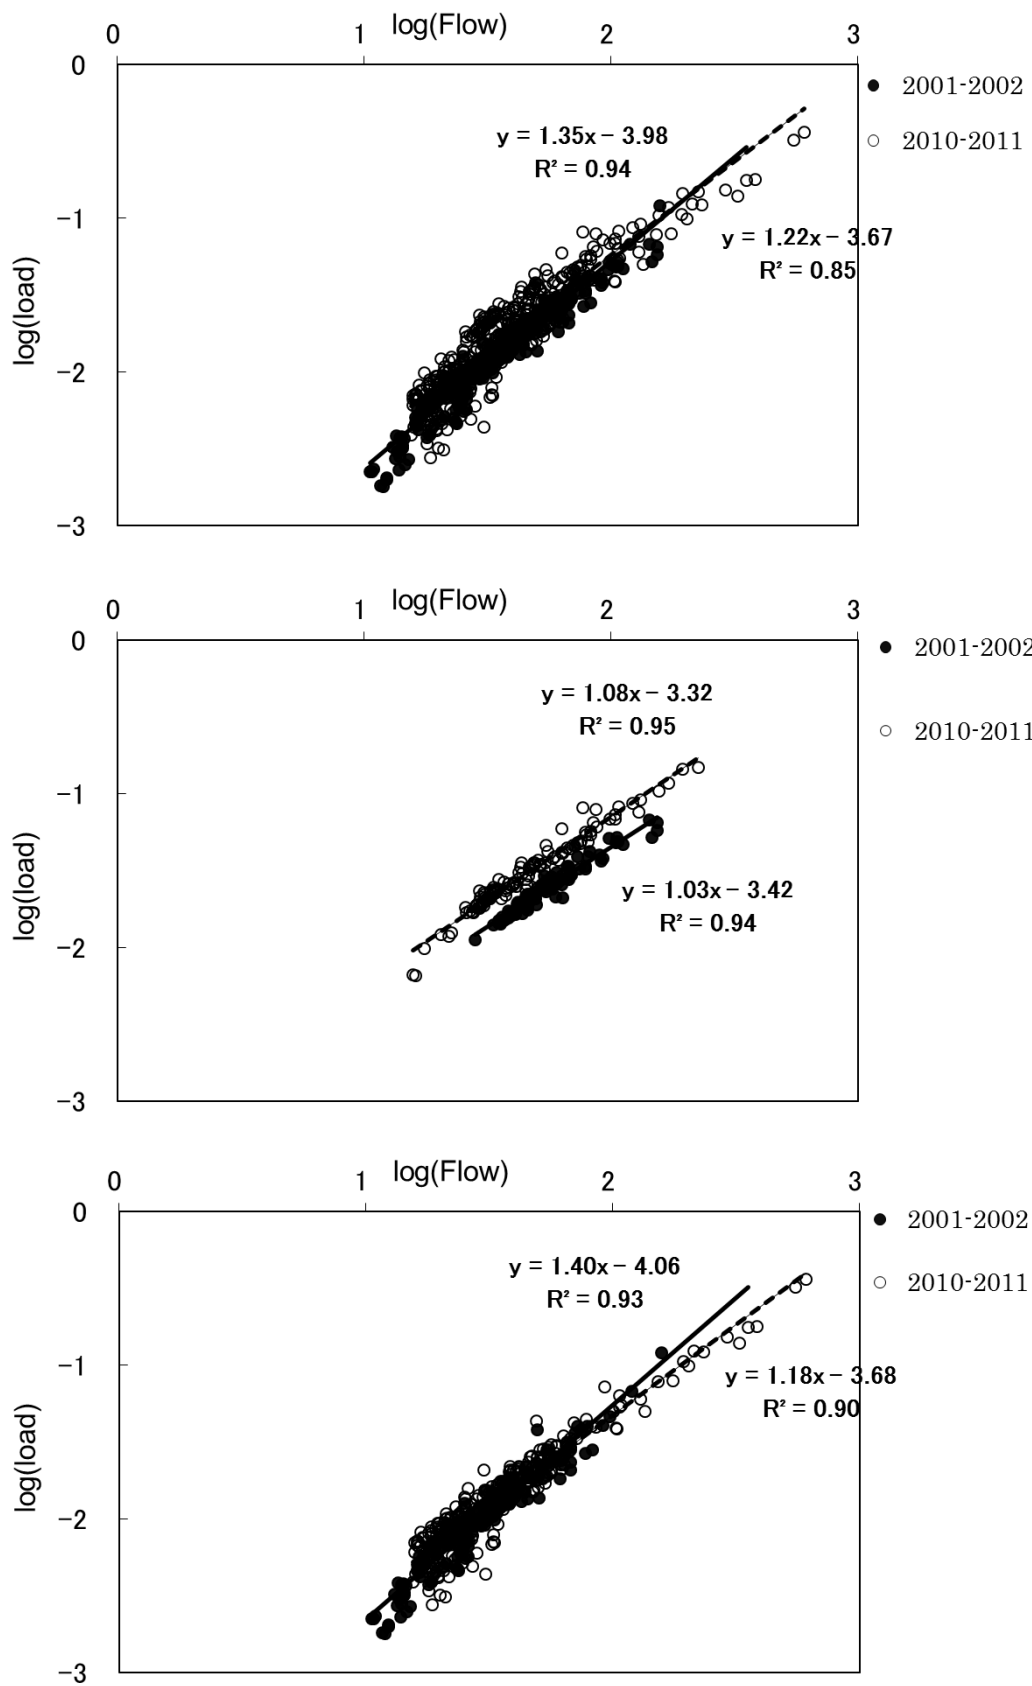 log(Flow)
0 1 2 3
0
2001-2002
y = 1.35x − 3.98
R² = 0.94
2010-2011
−1
y = 1.22x − 3.67
R² = 0.85
log(load)
−2
−3
log(Flow)
0 1 2 3
0
2001-2002
y = 1.08x − 3.32
R² = 0.95
2010-2011
−1
y = 1.03x − 3.42
R² = 0.94
log(load)
−2
−3
log(Flow)
0 1 2 3
0
2001-2002
y = 1.40x − 4.06
R² = 0.93
2010-2011
−1
y = 1.18x − 3.68
R² = 0.90
log(load)
−2
−3